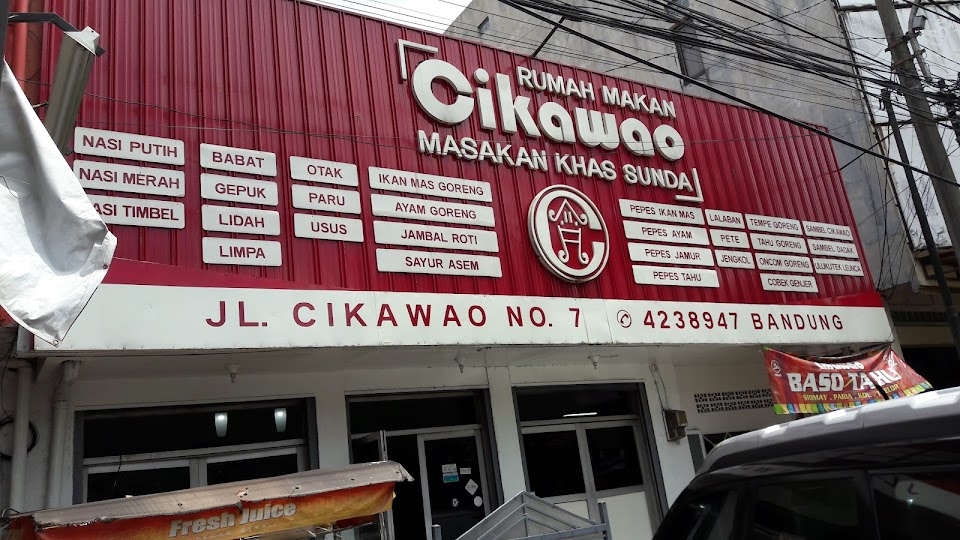 RUMAH MAKAN
Cikawao
MASAKAN KHAS SUNDA
NASI PUTIH
NASI MERAH
NASI TIMBEL
BABAT
GEPUK
LIDAH
LIMPA
OTAK
PARU
USUS
IKAN MAS GORENG
AYAM GORENG
JAMBAL ROTI
SAYUR ASEM
PEPES IKAN MAS
PEPES AYAM
PEPES JAMUR
PEPES TAHU
LALABAN
PETE
JENGKOL
TEMPE GORENG
TAHU GORENG
ONCOM GORENG
COBEK GENJER
SAMBEL CIKAWAO
SAMBEL DADAK
ULUKUTEK LEUNCA
JL. CIKAWAO NO. 7 4238947 BANDUNG
BASO TAHU
Fresh Juice